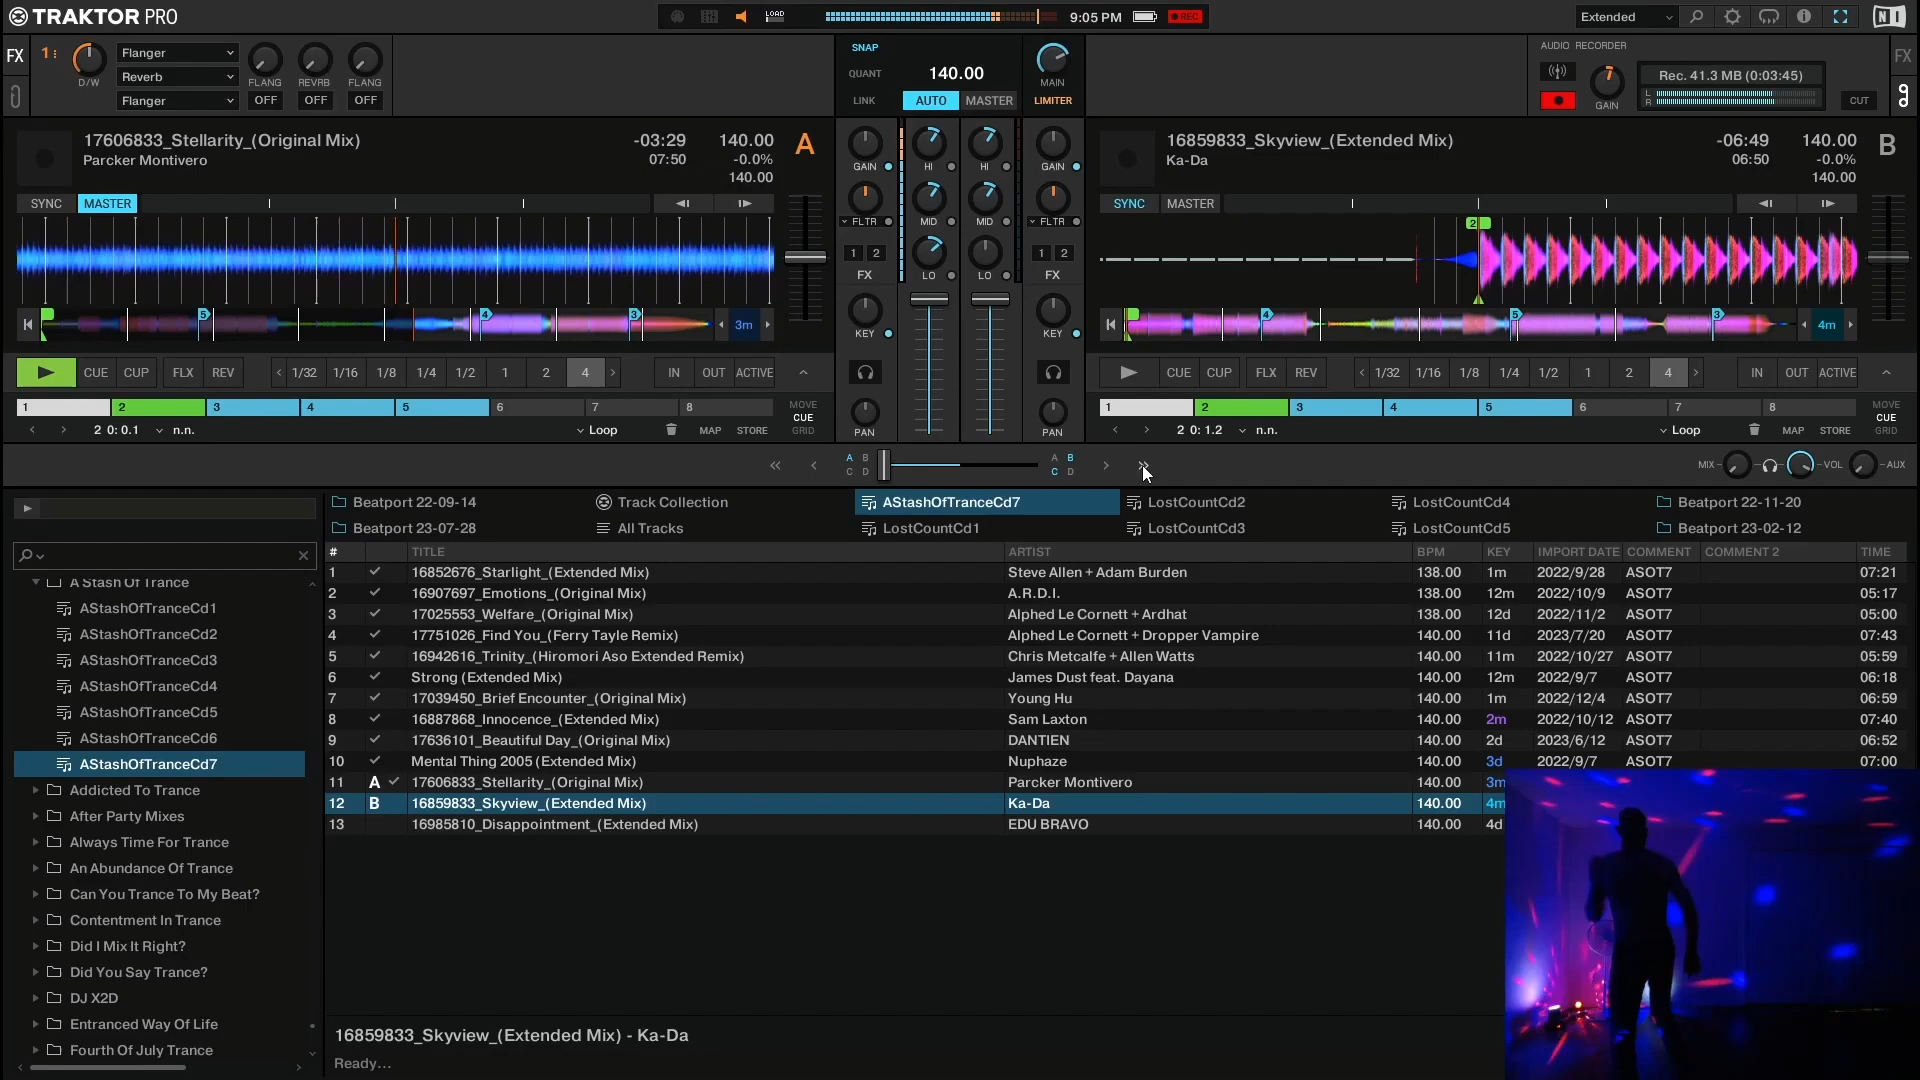 TRAKTOR PRO
LOAD
9:05 PM
REC
Extended
NI
FX
1
D/W
Flanger
Reverb
Flanger
FLANG
REVRB
FLANG
OFF
OFF
OFF
SNAP
QUANT
LINK
140.00
AUTO
MASTER
MAIN
LIMITER
AUDIO RECORDER
GAIN
Rec. 41.3 MB (0:03:45)
L
R
CUT
FX
17606833_Stellarity_(Original Mix)
Parcker Montivero
-03:29
07:50
140.00
-0.0%
140.00
A
SYNC
MASTER
5
4
3
3m
CUE
CUP
FLX
REV
1/32
1/16
1/8
1/4
1/2
1
2
4
IN
OUT
ACTIVE
1
2
3
4
5
6
7
8
MOVE
CUE
GRID
2 0: 0.1
n.n.
Loop
MAP
STORE
GAIN
HI
HI
GAIN
FLTR
MID
MID
FLTR
1
2
LO
LO
1
2
FX
FX
KEY
KEY
PAN
PAN
16859833_Skyview_(Extended Mix)
Ka-Da
-06:49
06:50
140.00
-0.0%
140.00
B
SYNC
MASTER
2
4
5
3
4m
CUE
CUP
FLX
REV
1/32
1/16
1/8
1/4
1/2
1
2
4
IN
OUT
ACTIVE
1
2
3
4
5
6
7
8
MOVE
CUE
GRID
2 0: 1.2
n.n.
Loop
MAP
STORE
A B
C D
A B
C D
MIX
VOL
AUX
Beatport 22-09-14
Track Collection
AStashOfTranceCd7
LostCountCd2
LostCountCd4
Beatport 22-11-20
Beatport 23-07-28
All Tracks
LostCountCd1
LostCountCd3
LostCountCd5
Beatport 23-02-12
A Stash Of Trance
AStashOfTranceCd1
AStashOfTranceCd2
AStashOfTranceCd3
AStashOfTranceCd4
AStashOfTranceCd5
AStashOfTranceCd6
AStashOfTranceCd7
Addicted To Trance
After Party Mixes
Always Time For Trance
An Abundance Of Trance
Can You Trance To My Beat?
Contentment In Trance
Did I Mix It Right?
Did You Say Trance?
DJ X2D
Entranced Way Of Life
Fourth Of July Trance
# TITLE ARTIST BPM KEY IMPORT DATE COMMENT COMMENT 2 TIME
1 16852676_Starlight_(Extended Mix) Steve Allen + Adam Burden 138.00 1m 2022/9/28 ASOT7 07:21
2 16907697_Emotions_(Original Mix) A.R.D.I. 138.00 12m 2022/10/9 ASOT7 05:17
3 17025553_Welfare_(Original Mix) Alphed Le Cornett + Ardhat 138.00 12d 2022/11/2 ASOT7 05:00
4 17751026_Find You_(Ferry Tayle Remix) Alphed Le Cornett + Dropper Vampire 140.00 11d 2023/7/20 ASOT7 07:43
5 16942616_Trinity_(Hiromori Aso Extended Remix) Chris Metcalfe + Allen Watts 140.00 11m 2022/10/27 ASOT7 05:59
6 Strong (Extended Mix) James Dust feat. Dayana 140.00 12m 2022/9/7 ASOT7 06:18
7 17039450_Brief Encounter_(Original Mix) Young Hu 140.00 1m 2022/12/4 ASOT7 06:59
8 16887868_Innocence_(Extended Mix) Sam Laxton 140.00 2m 2022/10/12 ASOT7 07:40
9 17636101_Beautiful Day_(Original Mix) DANTIEN 140.00 2d 2023/6/12 ASOT7 06:52
10 Mental Thing 2005 (Extended Mix) Nuphaze 140.00 3d 2022/9/7 ASOT7 07:00
11 A 17606833_Stellarity_(Original Mix) Parcker Montivero 140.00 3m
12 B 16859833_Skyview_(Extended Mix) Ka-Da 140.00 4m
13 16985810_Disappointment_(Extended Mix) EDU BRAVO 140.00 4d
16859833_Skyview_(Extended Mix) - Ka-Da
Ready...